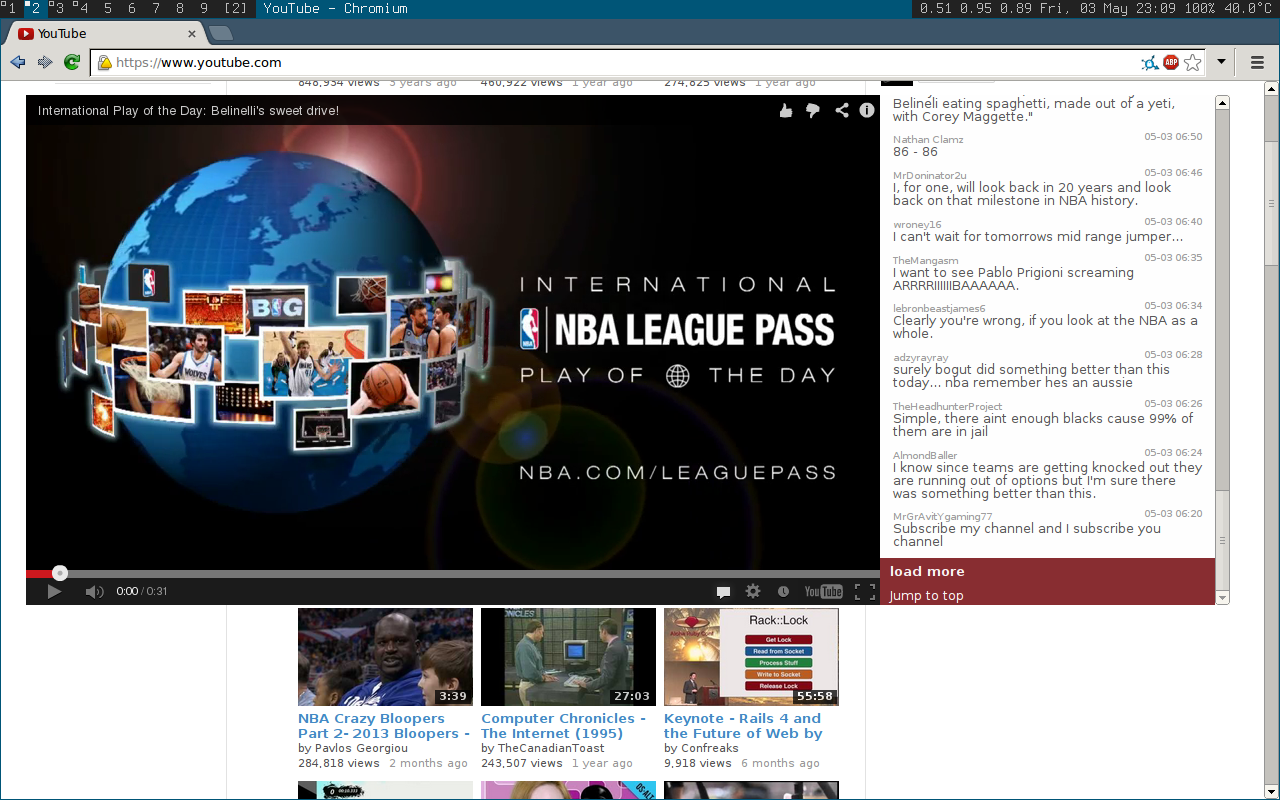 1 2 3 4 5 6 7 8 9 [2] YouTube - Chromium 0.51 0.95 0.89 Fri, 03 May 23:09 100% 40.0°C
YouTube
https://www.youtube.com
ABP
848,954 views 3 years ago 460,922 views 1 year ago 274,825 views 1 year ago
International Play of the Day: Belinelli's sweet drive!
INTERNATIONAL
NBA LEAGUE PASS
PLAY OF THE DAY
NBA.COM/LEAGUEPASS
BIG
WOLVES
0:00 / 0:31
YouTube
Belineli eating spaghetti, made out of a yeti,
with Corey Maggette."
Nathan Clamz 05-03 06:50
86 - 86
MrDoninator2u 05-03 06:46
I, for one, will look back in 20 years and look
back on that milestone in NBA history.
wroney16 05-03 06:40
I can't wait for tomorrows mid range jumper...
TheMangasm 05-03 06:35
I want to see Pablo Prigioni screaming
ARRRRIIIIIIBAAAAAA.
lebronbeastjames6 05-03 06:34
Clearly you're wrong, if you look at the NBA as a
whole.
adzyrayray 05-03 06:28
surely bogut did something better than this
today... nba remember hes an aussie
TheHeadhunterProject 05-03 06:26
Simple, there aint enough blacks cause 99% of
them are in jail
AlmondBaller 05-03 06:24
I know since teams are getting knocked out they
are running out of options but I'm sure there
was something better than this.
MrGrAvitYgaming77 05-03 06:20
Subscribe my channel and I subscribe you
channel
load more
Jump to top
3:39
27:03
Rack::Lock
Get Lock
Read from Socket
Process Stuff
Write to Socket
Release Lock
55:58
NBA Crazy Bloopers
Part 2- 2013 Bloopers -
by Pavlos Georgiou
284,818 views 2 months ago
Computer Chronicles -
The Internet (1995)
by TheCanadianToast
243,507 views 1 year ago
Keynote - Rails 4 and
the Future of Web by
by Confreaks
9,918 views 6 months ago